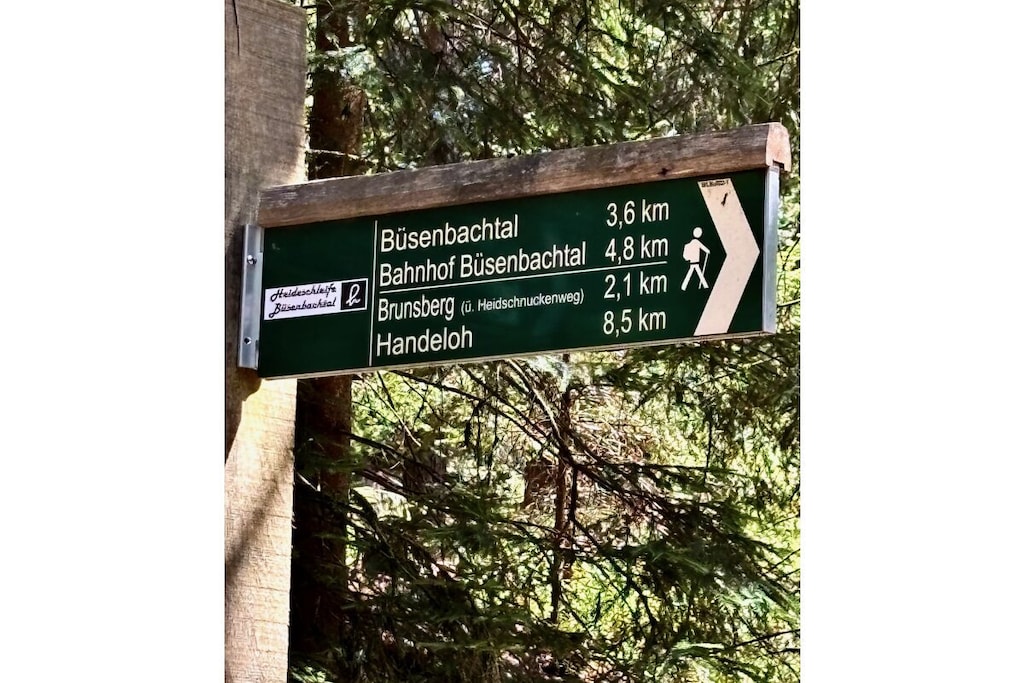 Heideschleife
Büsenbachtal
Büsenbachtal 3,6 km
Bahnhof Büsenbachtal 4,8 km
Brunsberg (ü. Heidschnuckenweg) 2,1 km
Handeloh 8,5 km